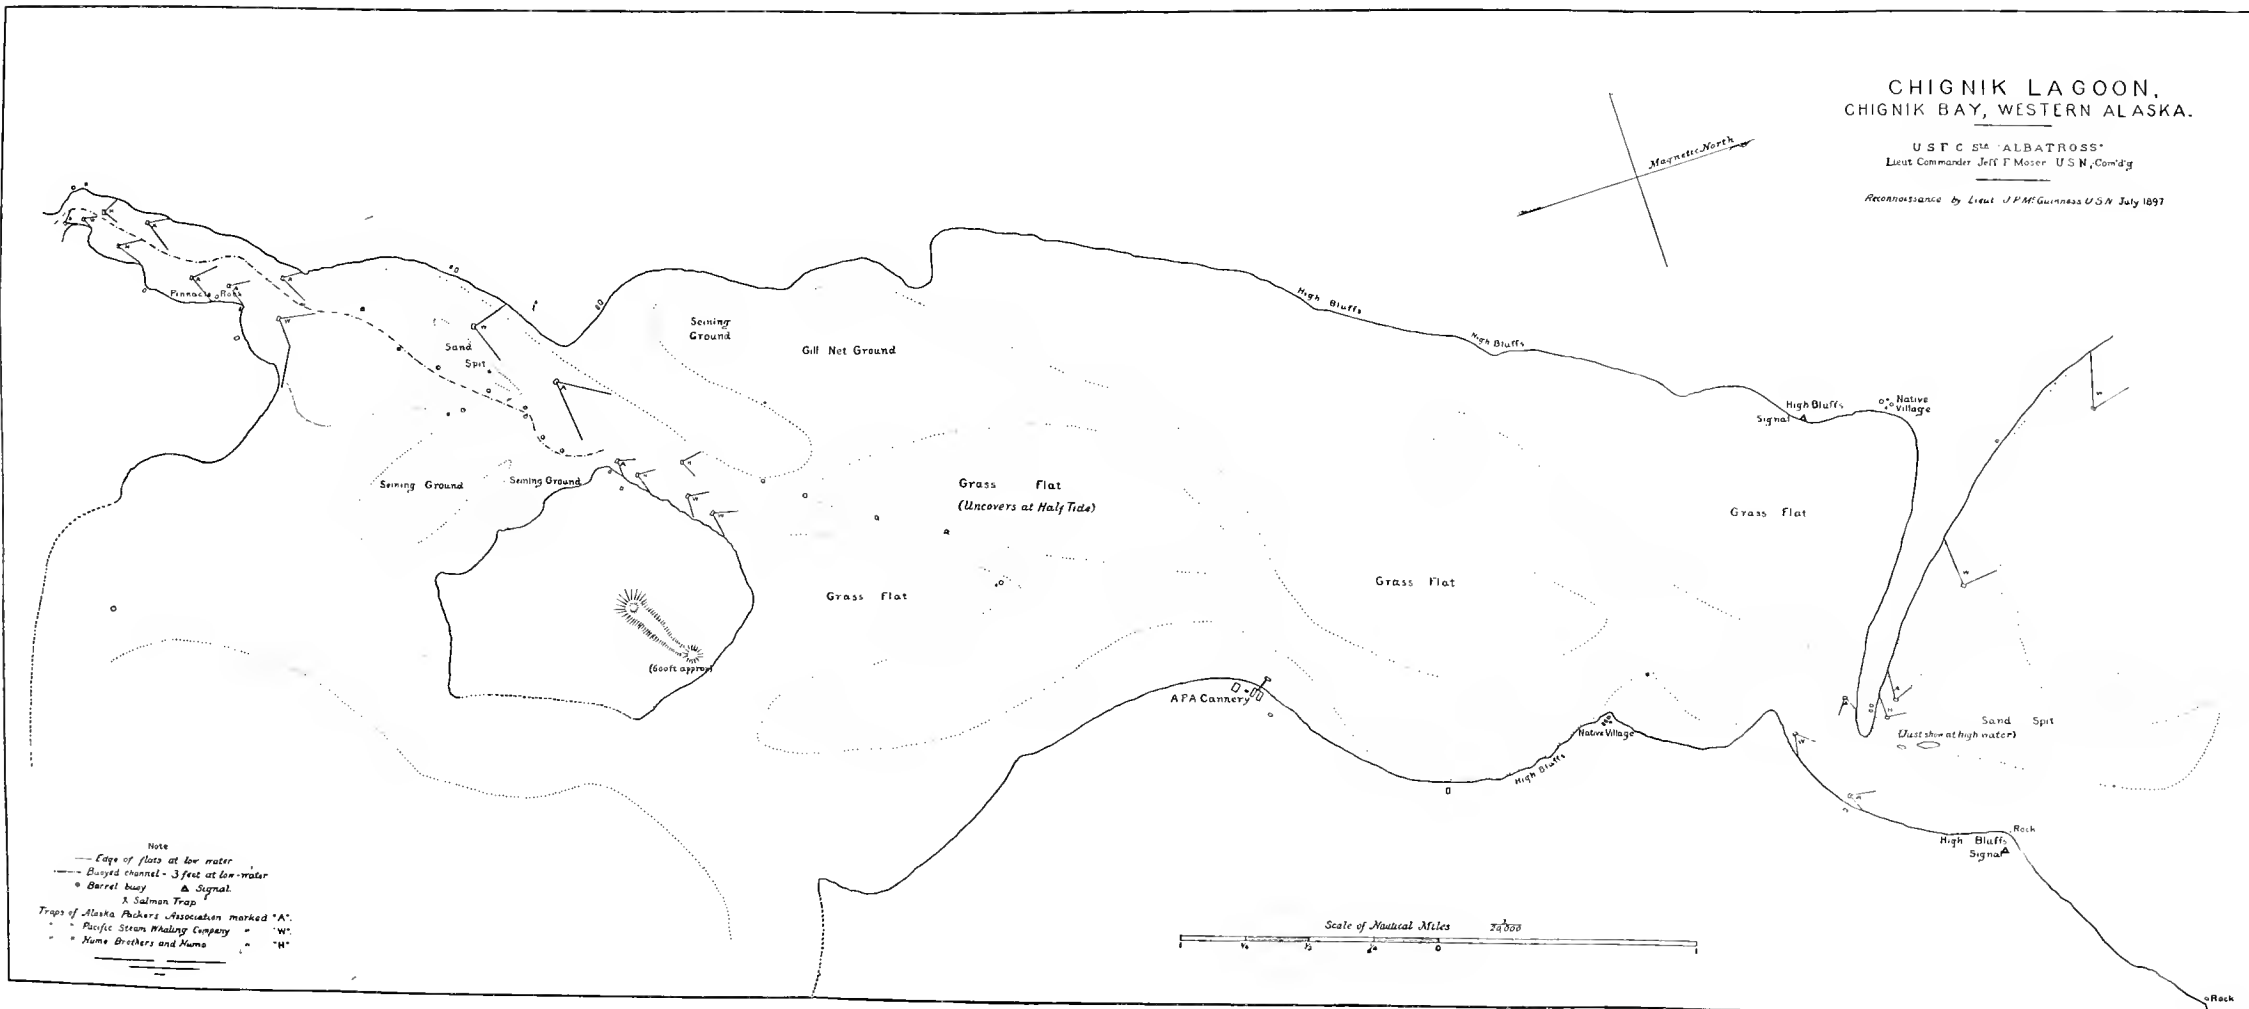 CHIGNIK LAGOON,
CHIGNIK BAY, WESTERN ALASKA.
U S F C Str "ALBATROSS"
Lieut Commander Jeff F Moser U S N, Com'd'g
Reconnoissance by Lieut J P McGuinness U S N July 1897
Magnetic North
Pinnacle Rock
Sand
Spit
Seining
Ground
Gill Net Ground
High Bluffs
High Bluffs
High Bluffs
Signal
Native
Village
Seining Ground
Seining Ground
Grass Flat
(Uncovers at Half Tide)
Grass Flat
Grass Flat
Grass Flat
(600ft approx)
A P A Cannery
Native Village
High Bluffs
Sand Spit
(Just show at high water)
High Bluffs
Signal
Rock
Rock
Note
Edge of flats at low water
Buoyed channel - 3 feet at low-water
Barrel buoy Signal.
Salmon Trap
Traps of Alaska Packers Association marked "A".
" " Pacific Steam Whaling Company " "W".
" " Hume Brothers and Hume " "H"
Scale of Nautical Miles 1/20,000